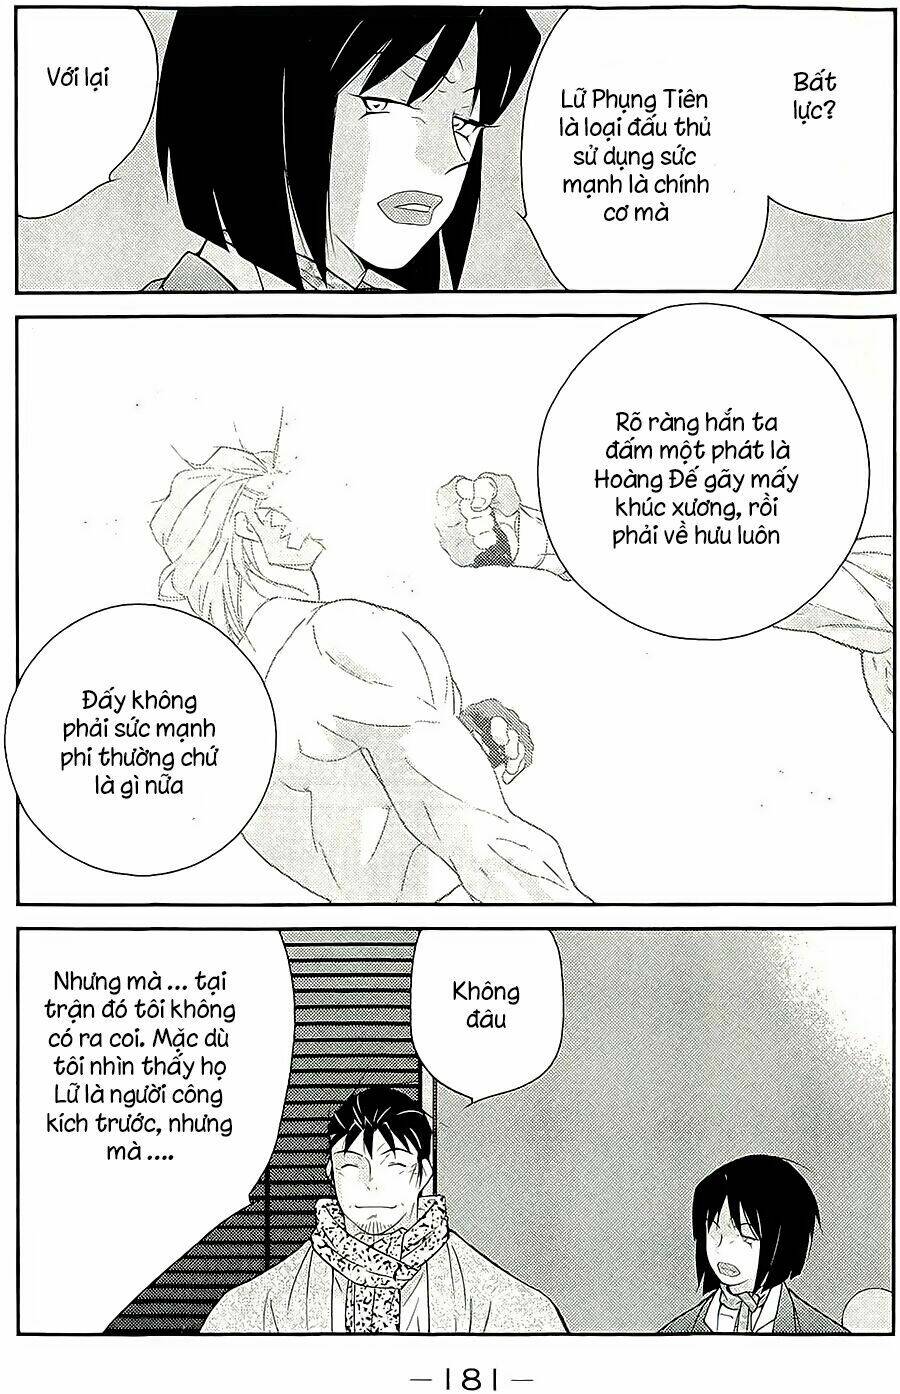 Bất
lực?
Lữ Phụng Tiên
là loại đấu thủ
sử dụng sức
mạnh là chính
cơ mà
Với lại
Rõ ràng hắn ta
đấm một phát là
Hoàng Đế gãy mấy
khúc xương, rồi
phải về hưu luôn
Đấy không
phải sức mạnh
phi thường chứ
là gì nữa
Không
đâu
Nhưng mà ... tại
trận đó tôi không
có ra coi. Mặc dù
tôi nhìn thấy họ
Lữ là người công
kích trước, nhưng
mà ....
—181—